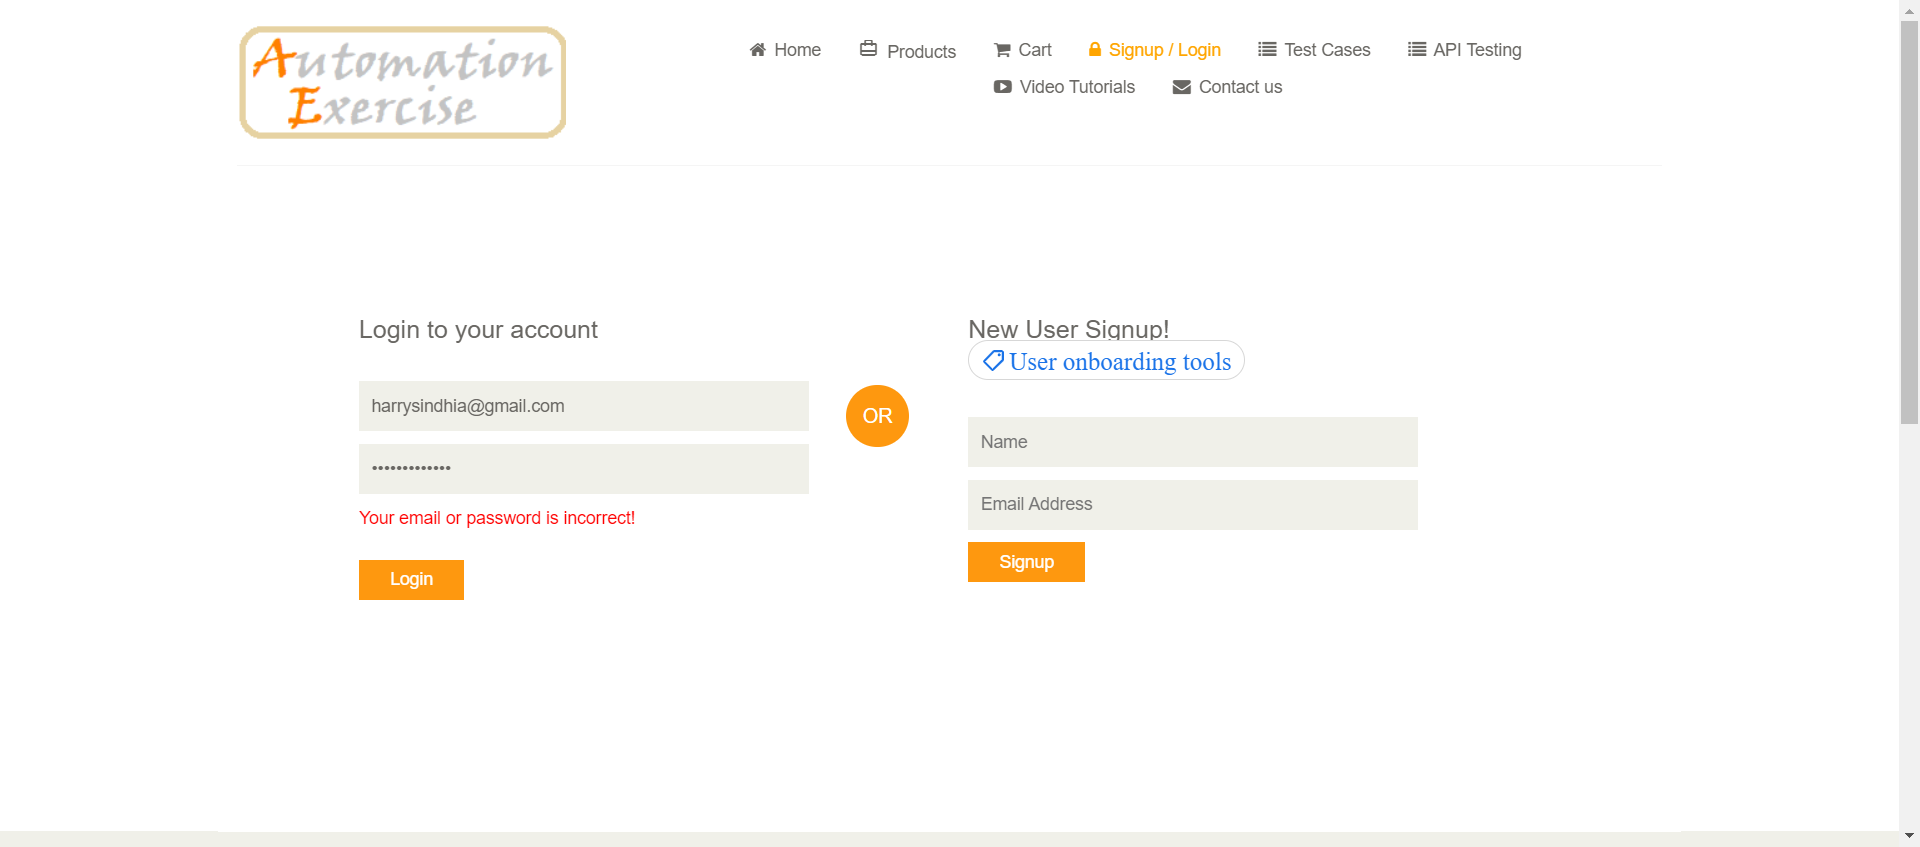 Automation
Exercise
Home
Products
Cart
Signup / Login
Test Cases
API Testing
Video Tutorials
Contact us
Login to your account
harrysindhia@gmail.com
•••••••••••••
Your email or password is incorrect!
Login
OR
New User Signup!
User onboarding tools
Name
Email Address
Signup